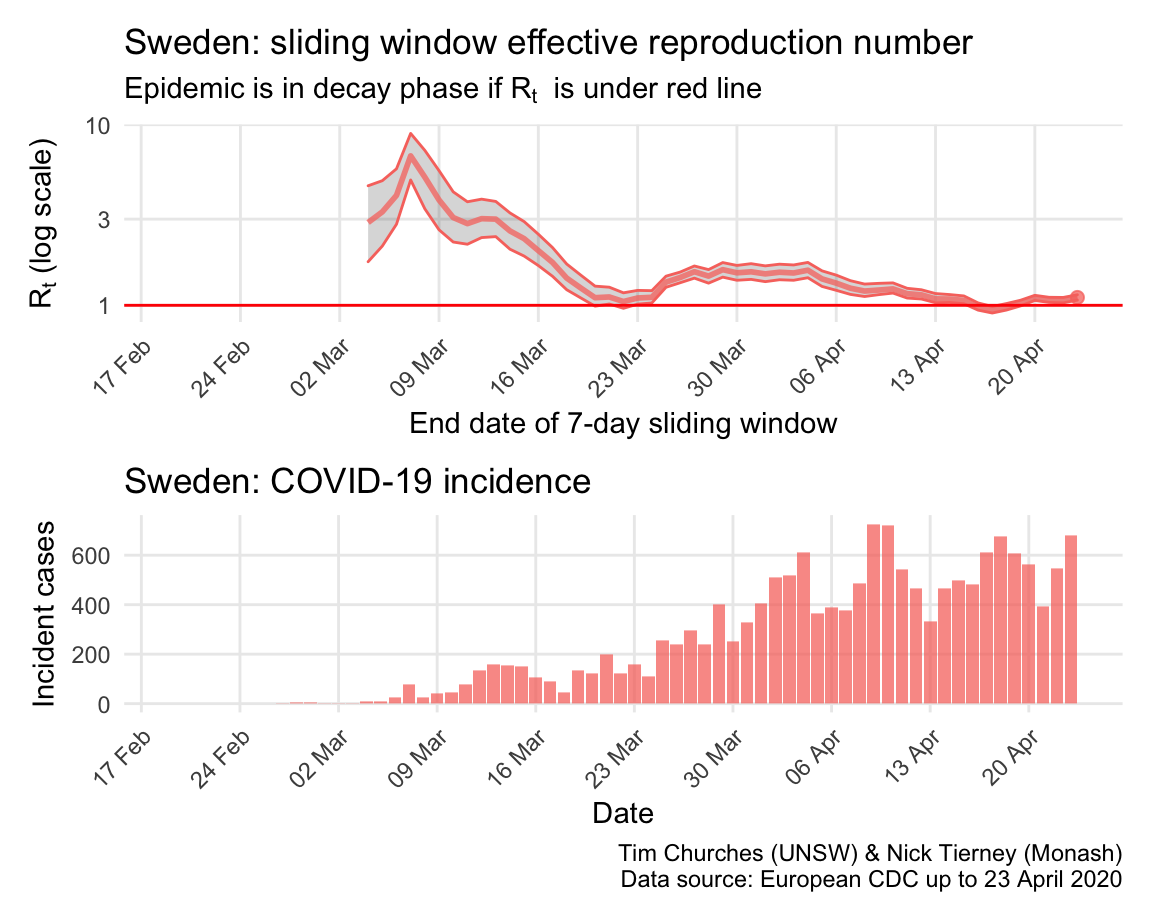 Sweden: sliding window effective reproduction number
Epidemic is in decay phase if Rt is under red line
Rt (log scale)
10
3
1
17 Feb
24 Feb
02 Mar
09 Mar
16 Mar
23 Mar
30 Mar
06 Apr
13 Apr
20 Apr
End date of 7-day sliding window
Sweden: COVID-19 incidence
Incident cases
600
400
200
0
17 Feb
24 Feb
02 Mar
09 Mar
16 Mar
23 Mar
30 Mar
06 Apr
13 Apr
20 Apr
Date
Tim Churches (UNSW) & Nick Tierney (Monash)
Data source: European CDC up to 23 April 2020